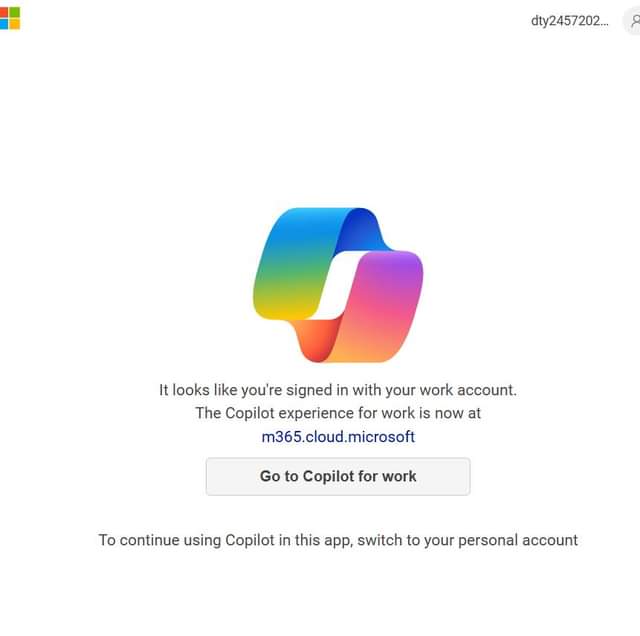 dty2457202...
It looks like you're signed in with your work account.
The Copilot experience for work is now at
m365.cloud.microsoft
Go to Copilot for work
To continue using Copilot in this app, switch to your personal account